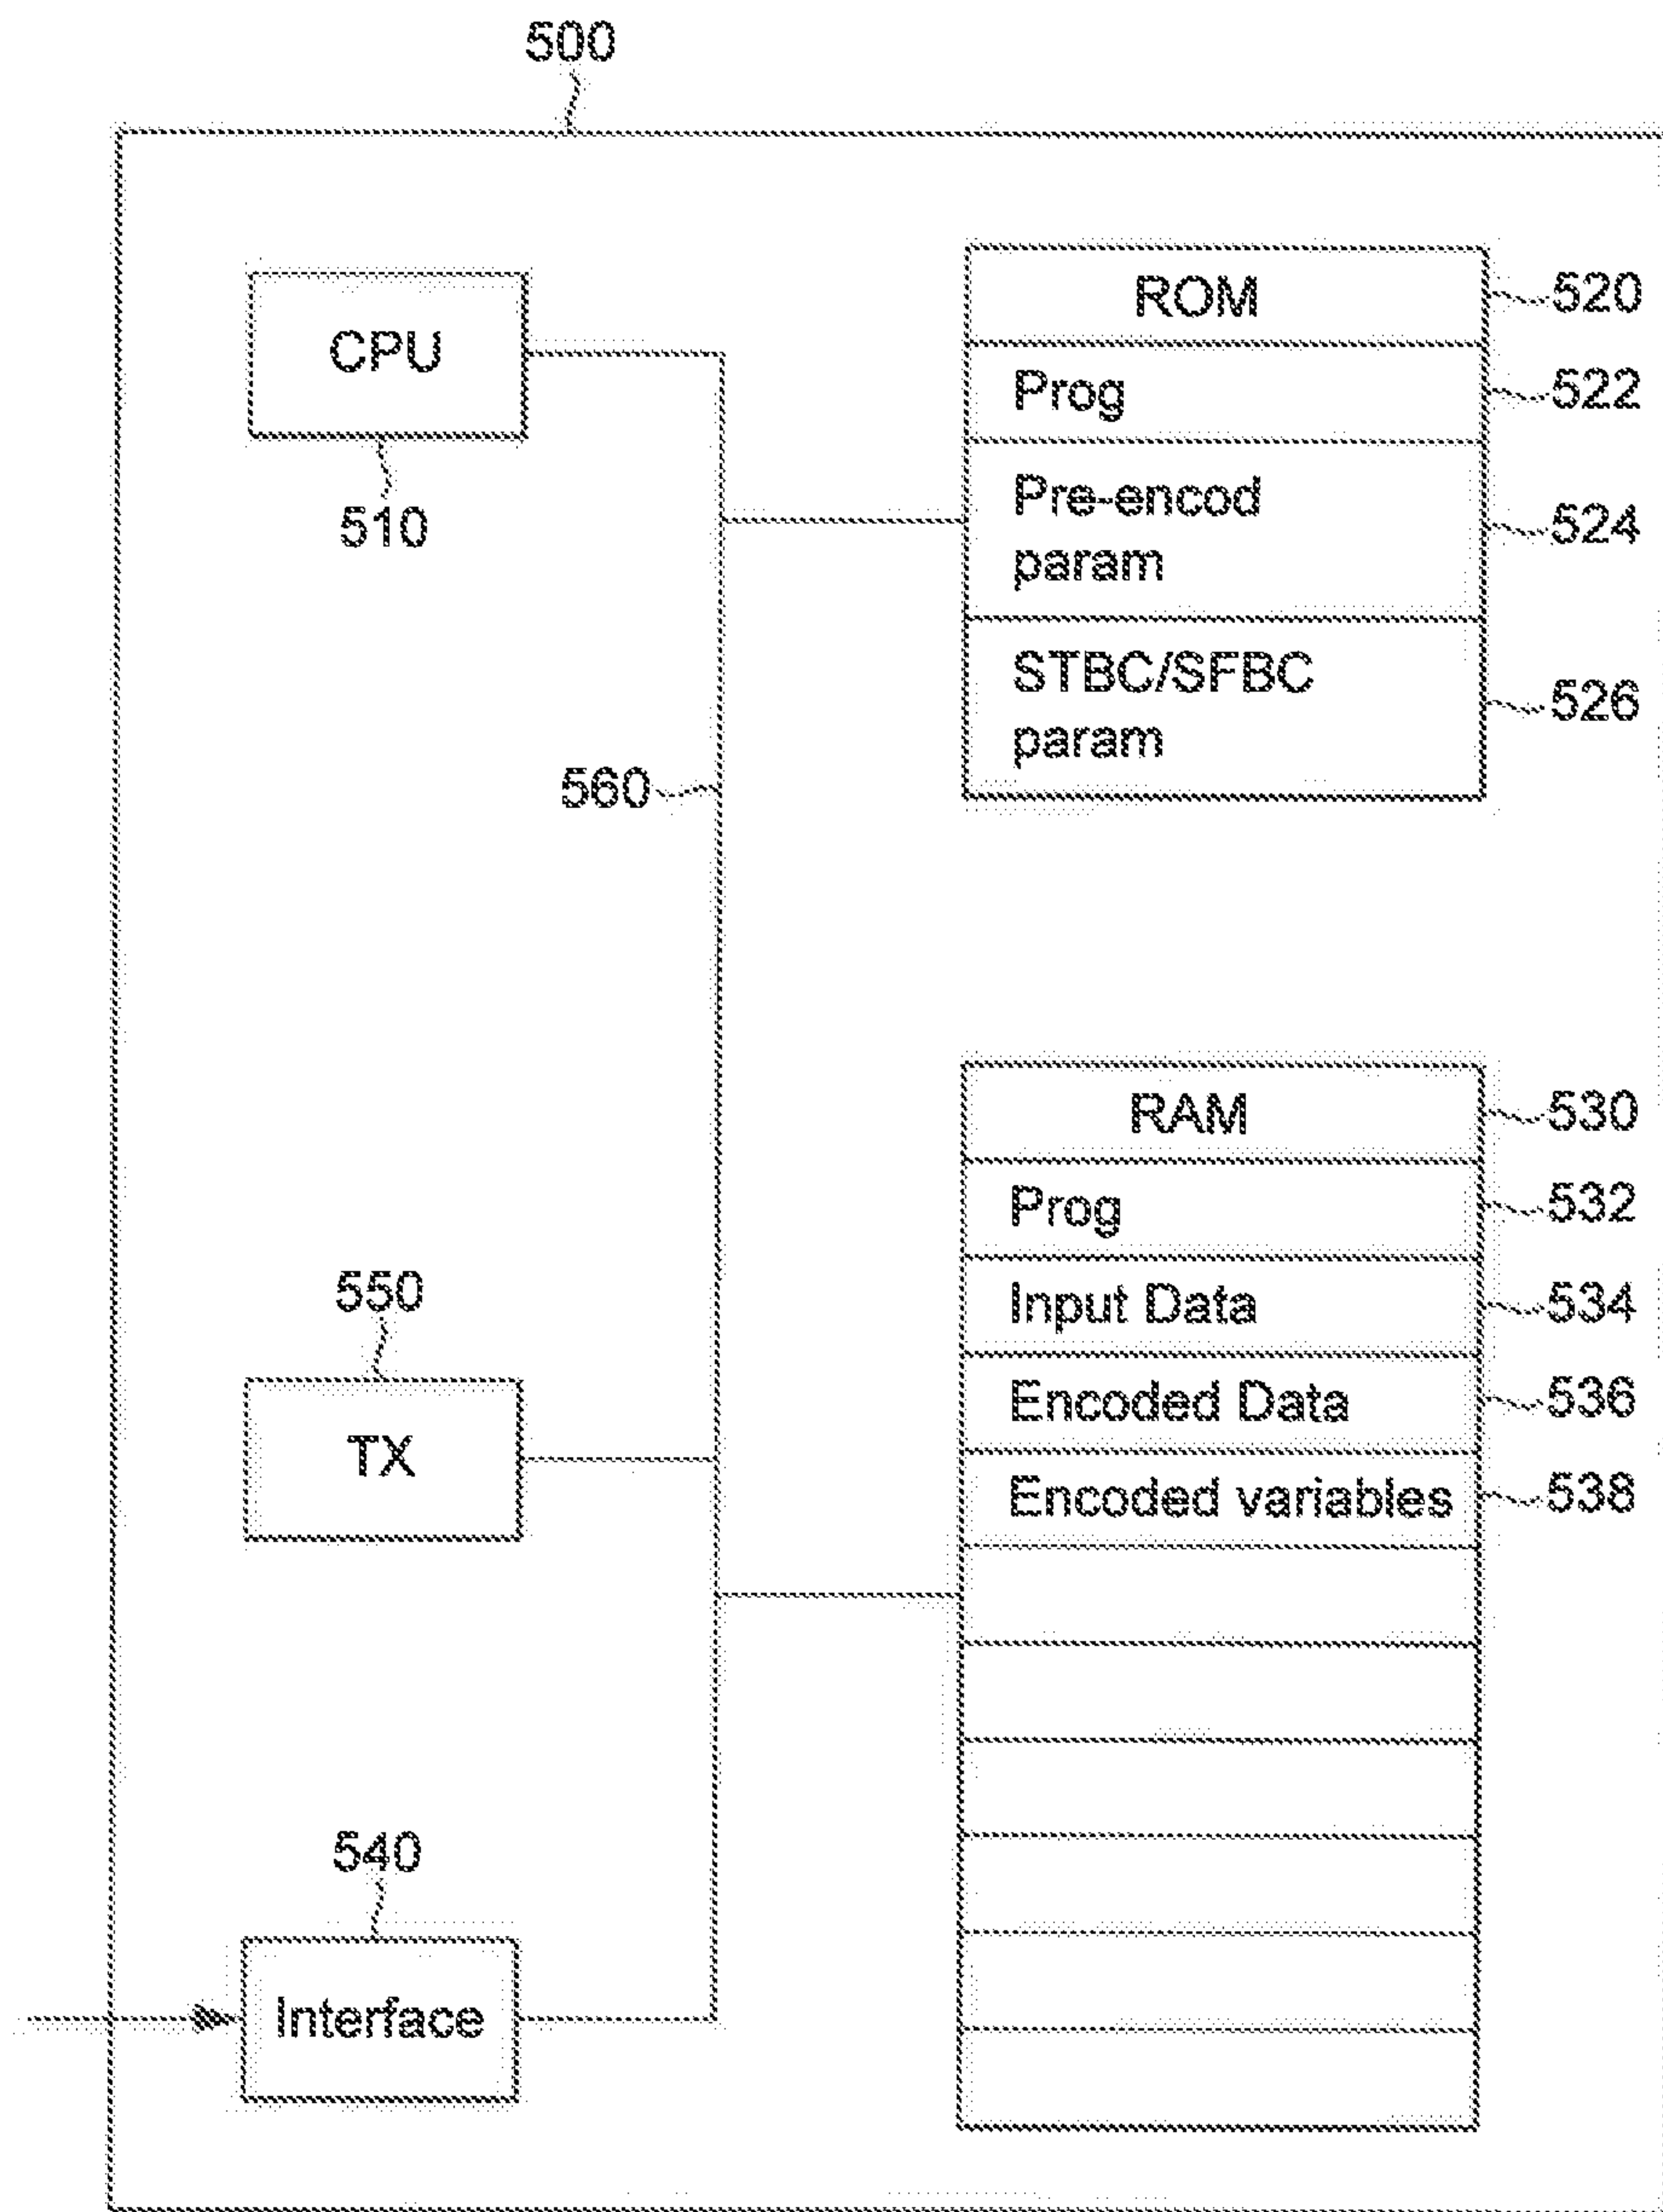 500
CPU
510
ROM
520
Prog
522
Pre-encod
param
524
STBC/SFBC
param
526
560
RAM
530
Prog
532
Input Data
534
Encoded Data
536
Encoded variables
538
550
TX
540
Interface